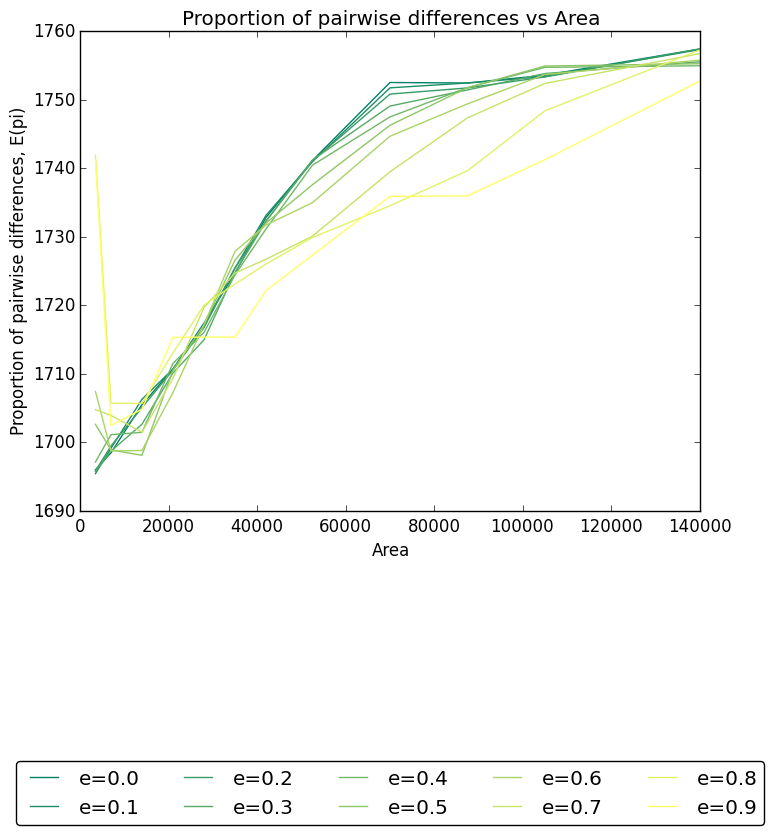 Proportion of pairwise differences vs Area
Proportion of pairwise differences, E(pi)
1760
1750
1740
1730
1720
1710
1700
1690
0 20000 40000 60000 80000 100000 120000 140000
Area
e=0.0 e=0.2 e=0.4 e=0.6 e=0.8
e=0.1 e=0.3 e=0.5 e=0.7 e=0.9